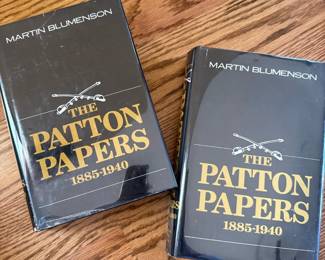 MARTIN BLUMENSON
THE
PATTON
PAPERS
1885-1940
MARTIN BLUMENSON
THE
PATTON
PAPERS
1885-1940